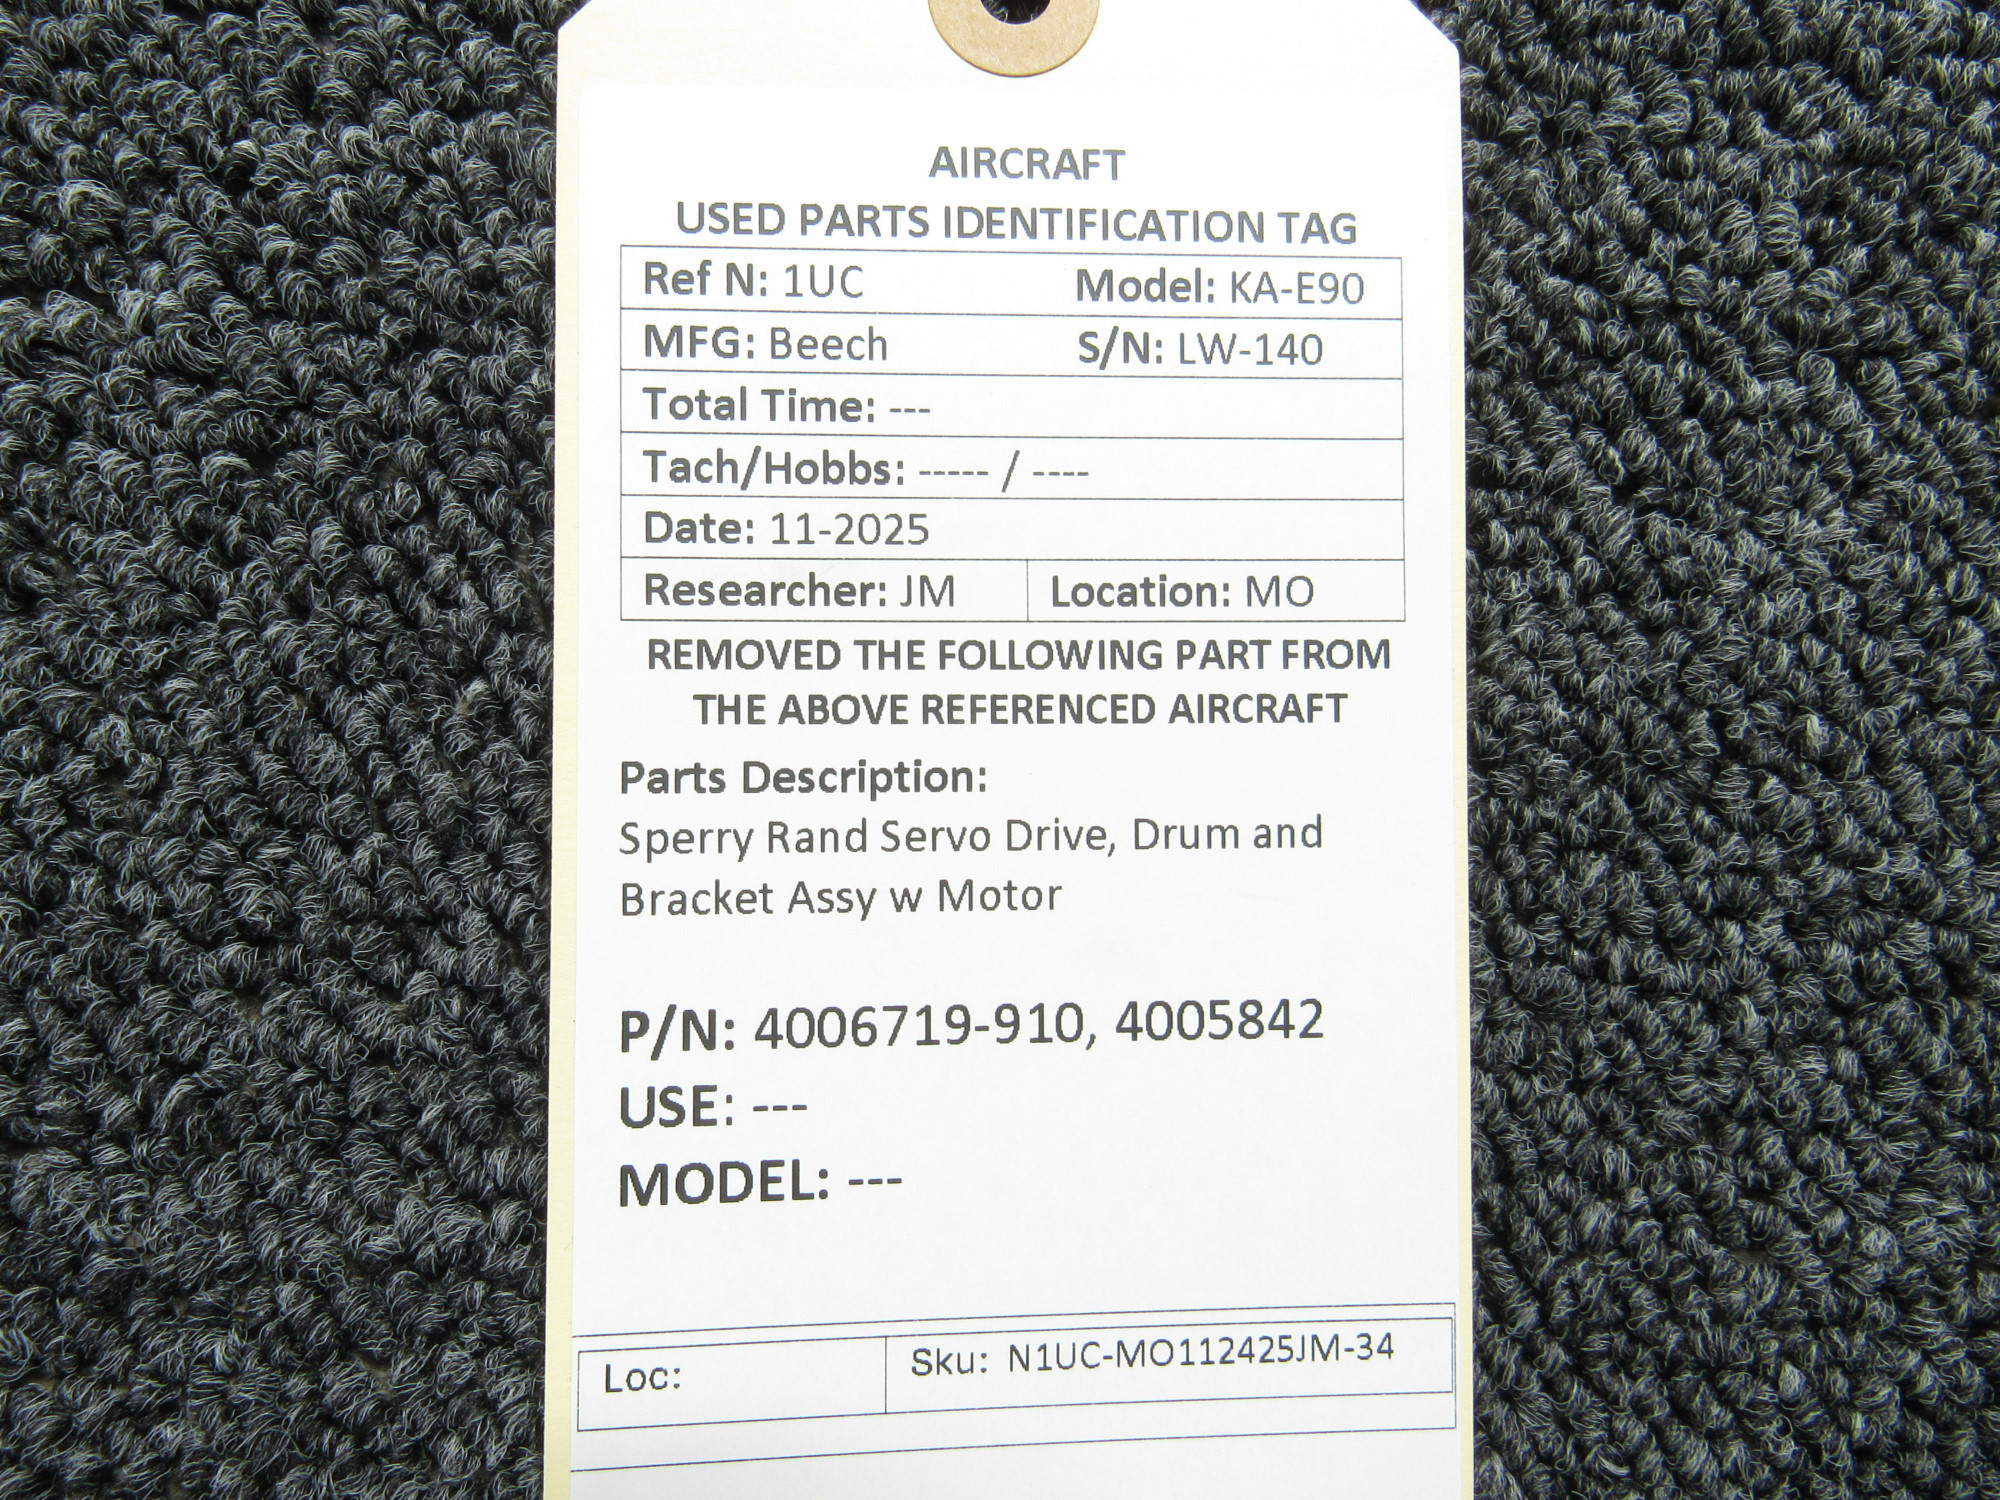 AIRCRAFT
USED PARTS IDENTIFICATION TAG
Ref N: 1UC Model: KA-E90
MFG: Beech S/N: LW-140
Total Time: ---
Tach/Hobbs: ----- / ----
Date: 11-2025
Researcher: JM Location: MO
REMOVED THE FOLLOWING PART FROM
THE ABOVE REFERENCED AIRCRAFT
Parts Description:
Sperry Rand Servo Drive, Drum and
Bracket Assy w Motor
P/N: 4006719-910, 4005842
USE: ---
MODEL: ---
Loc: Sku: N1UC-MO112425JM-34